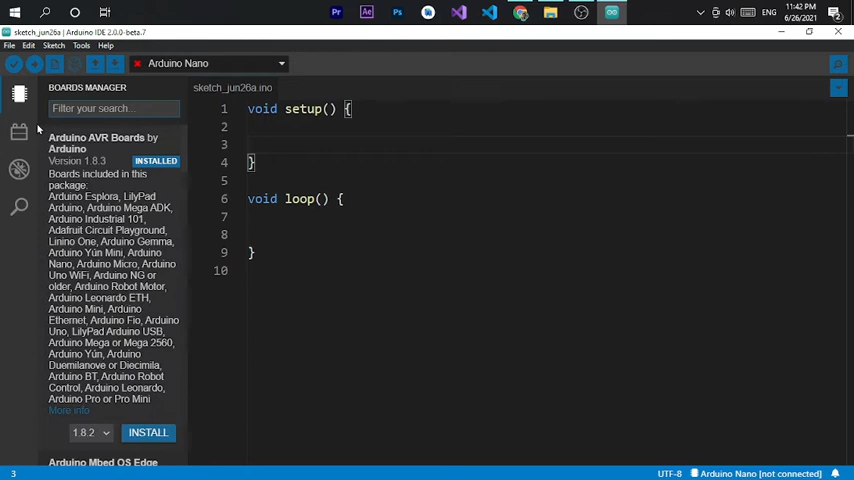 Pr
Ae
Ps
ENG
11:42 PM
6/26/2021
2
sketch_jun26a | Arduino IDE 2.0.0-beta.7
File Edit Sketch Tools Help
Arduino Nano
BOARDS MANAGER
sketch_jun26a.ino
Filter your search...
Arduino AVR Boards by
Arduino
Version 1.8.3
INSTALLED
Boards included in this
package:
Arduino Esplora, LilyPad
Arduino, Arduino Mega ADK,
Arduino Industrial 101,
Adafruit Circuit Playground,
Linino One, Arduino Gemma,
Arduino Yún Mini, Arduino
Nano, Arduino Micro, Arduino
Uno WiFi, Arduino NG or
older, Arduino Robot Motor,
Arduino Leonardo ETH,
Arduino Mini, Arduino
Ethernet, Arduino Fio, Arduino
Uno, LilyPad Arduino USB,
Arduino Mega or Mega 2560,
Arduino Yún, Arduino
Duemilanove or Diecimila,
Arduino BT, Arduino Robot
Control, Arduino Leonardo,
Arduino Pro or Pro Mini
More info
1.8.2
INSTALL
Arduino Mbed OS Edge
1 void setup() {
2
3
4 }
5
6 void loop() {
7
8
9 }
10
3
UTF-8
Arduino Nano [not connected]